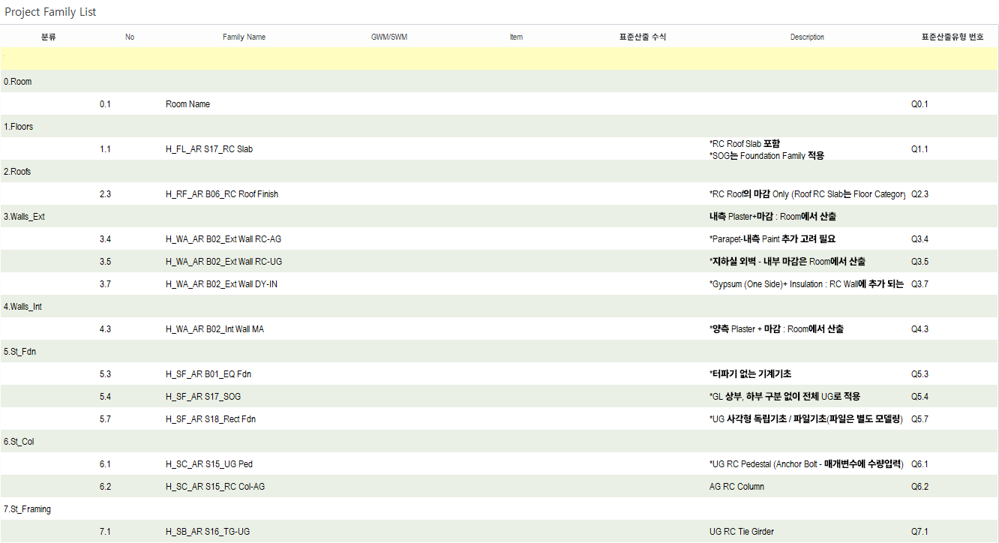 Project Family List
분류 No Family Name GWM/SWM Item 표준산출 수식 Description 표준산출유형 번호
0.Room
0.1 Room Name Q0.1
1.Floors
1.1 H_FL_AR S17_RC Slab *RC Roof Slab 포함 Q1.1
*SOG는 Foundation Family 적용
2.Roofs
2.3 H_RF_AR B06_RC Roof Finish *RC Roof의 마감 Only (Roof RC Slab는 Floor Category Q2.3
3.Walls_Ext 내측 Plaster+마감 : Room에서 산출
3.4 H_WA_AR B02_Ext Wall RC-AG *Parapet-내측 Paint 추가 고려 필요 Q3.4
3.5 H_WA_AR B02_Ext Wall RC-UG *지하실 외벽 - 내부 마감은 Room에서 산출 Q3.5
3.7 H_WA_AR B02_Ext Wall DY-IN *Gypsum (One Side)+ Insulation : RC Wall에 추가 되는 Q3.7
4.Walls_Int
4.3 H_WA_AR B02_Int Wall MA *양측 Plaster + 마감 : Room에서 산출 Q4.3
5.St_Fdn
5.3 H_SF_AR B01_EQ Fdn *터파기 없는 기계기초 Q5.3
5.4 H_SF_AR S17_SOG *GL 상부, 하부 구분 없이 전체 UG로 적용 Q5.4
5.7 H_SF_AR S18_Rect Fdn *UG 사각형 독립기초 / 파일기초(파일은 별도 모델링) Q5.7
6.St_Col
6.1 H_SC_AR S15_UG Ped *UG RC Pedestal (Anchor Bolt - 매개변수에 수량입력) Q6.1
6.2 H_SC_AR S15_RC Col-AG AG RC Column Q6.2
7.St_Framing
7.1 H_SB_AR S16_TG-UG UG RC Tie Girder Q7.1